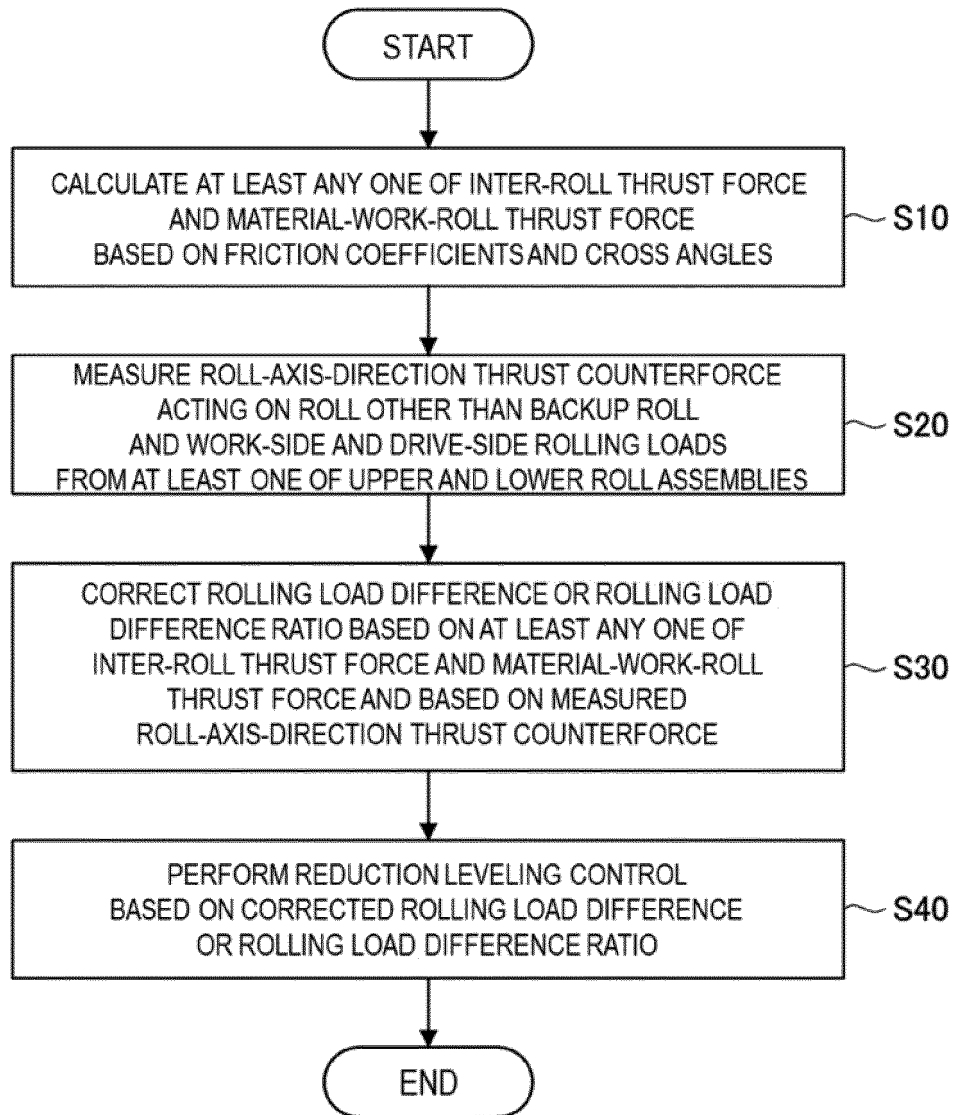 START
CALCULATE AT LEAST ANY ONE OF INTER-ROLL THRUST FORCE
AND MATERIAL-WORK-ROLL THRUST FORCE
BASED ON FRICTION COEFFICIENTS AND CROSS ANGLES
S10
MEASURE ROLL-AXIS-DIRECTION THRUST COUNTERFORCE
ACTING ON ROLL OTHER THAN BACKUP ROLL
AND WORK-SIDE AND DRIVE-SIDE ROLLING LOADS
FROM AT LEAST ONE OF UPPER AND LOWER ROLL ASSEMBLIES
S20
CORRECT ROLLING LOAD DIFFERENCE OR ROLLING LOAD
DIFFERENCE RATIO BASED ON AT LEAST ANY ONE OF
INTER-ROLL THRUST FORCE AND MATERIAL-WORK-ROLL
THRUST FORCE AND BASED ON MEASURED
ROLL-AXIS-DIRECTION THRUST COUNTERFORCE
S30
PERFORM REDUCTION LEVELING CONTROL
BASED ON CORRECTED ROLLING LOAD DIFFERENCE
OR ROLLING LOAD DIFFERENCE RATIO
S40
END